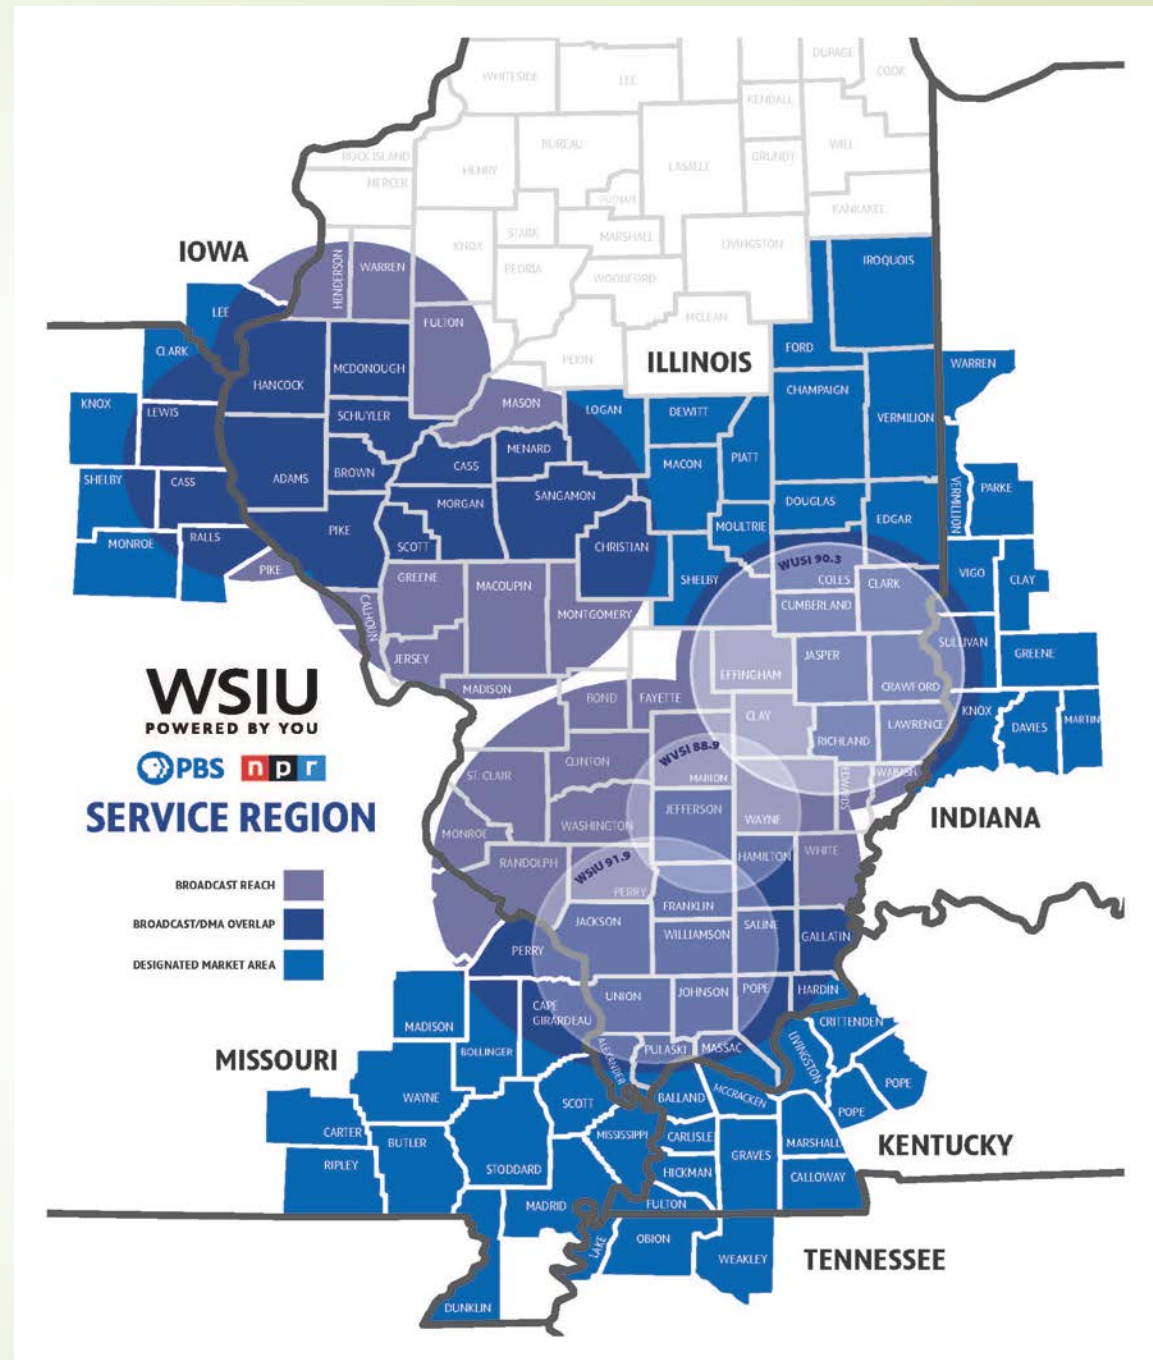 DUPAGE
COOK
WHITESIDE
LEE
KENDALL
BUREAU
WILL
ROCK ISLAND
HENRY
LASALLE
GRUNDY
MERCER
PUTNAM
KANKAKEE
STARK
MARSHALL
LIVINGSTON
KNOX
IOWA
HENDERSON
WARREN
PEORIA
WOODFORD
IROQUOIS
LEE
FULTON
MCLEAN
CLARK
PEKIN
ILLINOIS
FORD
WARREN
HANCOCK
MCDONOUGH
CHAMPAIGN
KNOX
LEWIS
SCHUYLER
MASON
LOGAN
DEWITT
VERMILION
SHELBY
CASS
ADAMS
BROWN
CASS
MENARD
MACON
PIATT
SANGAMON
VERMILLION
PARKE
MONROE
RALLS
PIKE
MORGAN
DOUGLAS
EDGAR
MOULTRIE
SCOTT
CHRISTIAN
PIKE
GREENE
MACOUPIN
SHELBY
WUSI 90.3
COLES
CLARK
VIGO
CLAY
CALHOUN
MONTGOMERY
CUMBERLAND
JERSEY
EFFINGHAM
JASPER
CRAWFORD
SULLIVAN
GREENE
MADISON
BOND
FAYETTE
WSIU
POWERED BY YOU
PBS npr
SERVICE REGION
CLAY
RICHLAND
LAWRENCE
KNOX
DAVIES
MARTIN
ST. CLAIR
CLINTON
WVSI 88.9
MARION
EDWARDS
WABASH
MONROE
WASHINGTON
JEFFERSON
WAYNE
INDIANA
RANDOLPH
WSIU 91.9
PERRY
HAMILTON
WHITE
BROADCAST REACH
BROADCAST/DMA OVERLAP
DESIGNATED MARKET AREA
JACKSON
FRANKLIN
WILLIAMSON
SALINE
GALLATIN
PERRY
UNION
JOHNSON
POPE
HARDIN
MADISON
CAPE
GIRARDEAU
CRITTENDEN
MISSOURI
BOLLINGER
ALEXANDER
PULASKI
MASSAC
LIVINGSTON
WAYNE
SCOTT
BALLAND
MCCRACKEN
POPE
POPE
CARTER
BUTLER
MISSISSIPPI
CARLISLE
MARSHALL
KENTUCKY
RIPLEY
STODDARD
HICKMAN
GRAVES
CALLOWAY
MADRID
FULTON
LAKE
OBION
WEAKLEY
TENNESSEE
DUNKLIN